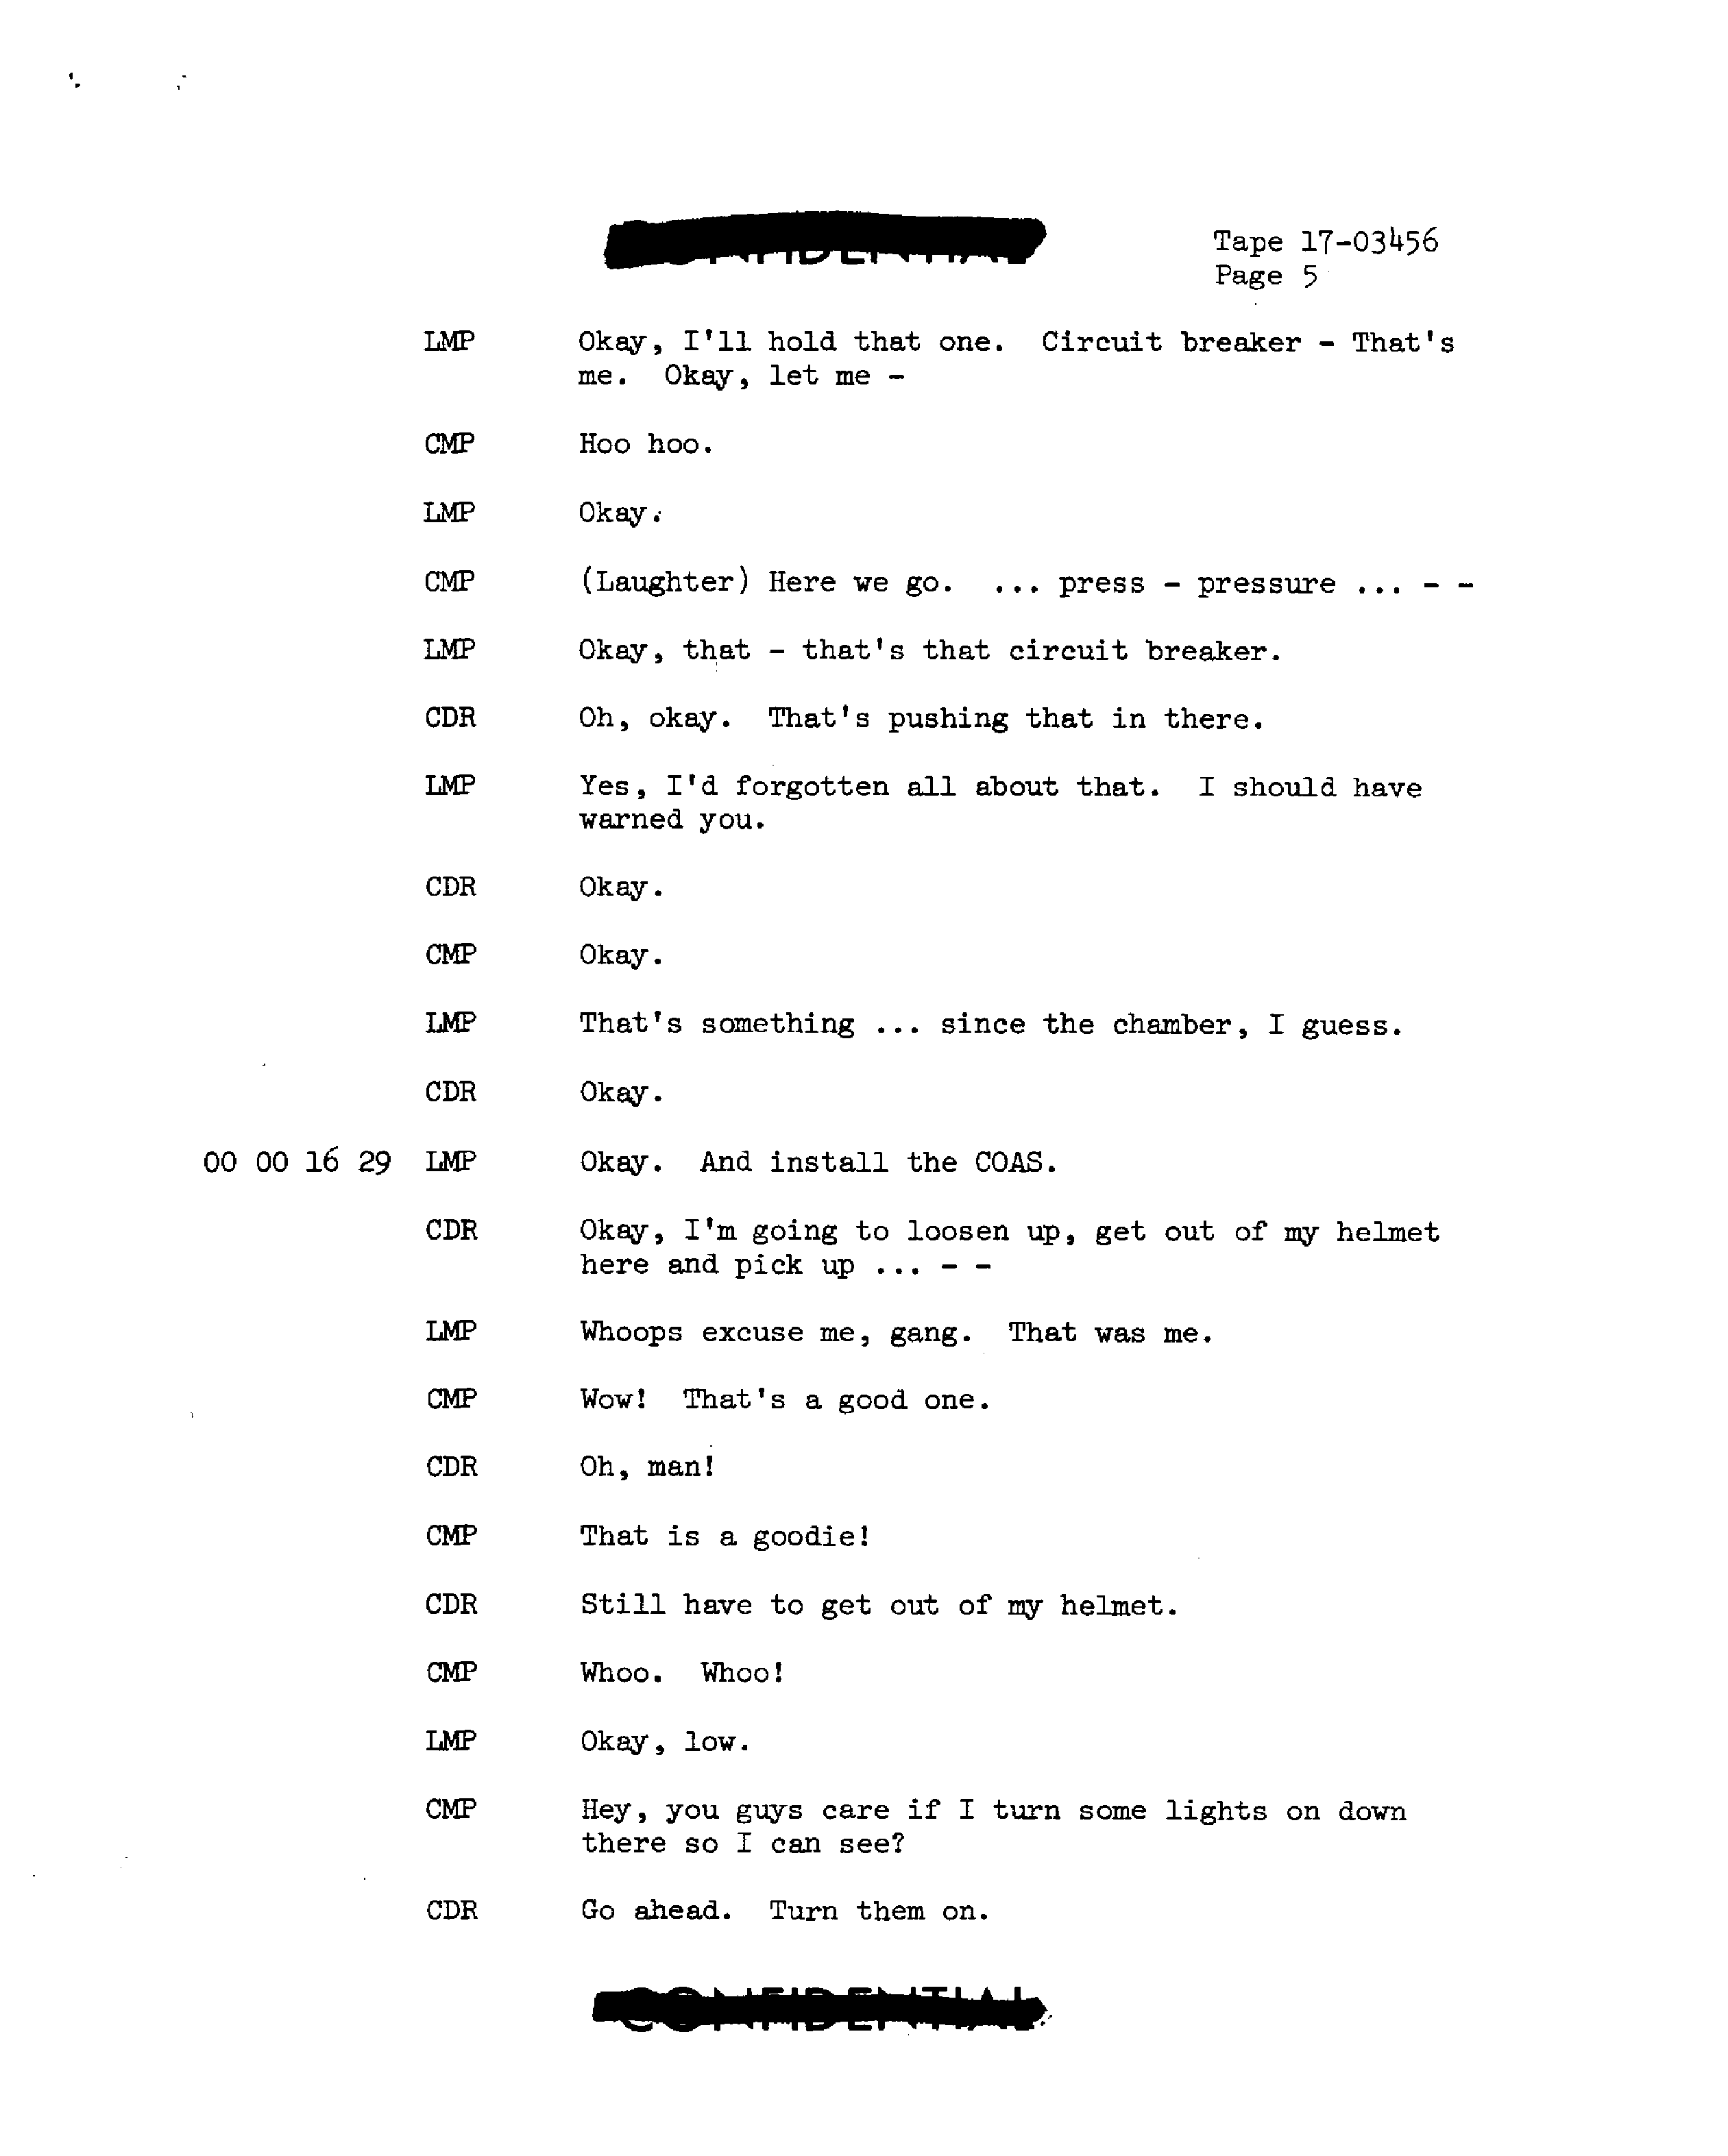 CONFIDENTIAL
Tape 17-03456
Page 5
LMP Okay, I'll hold that one. Circuit breaker - That's
me. Okay, let me -
CMP Hoo hoo.
LMP Okay.
CMP (Laughter) Here we go. ... press - pressure ... - -
LMP Okay, that - that's that circuit breaker.
CDR Oh, okay. That's pushing that in there.
LMP Yes, I'd forgotten all about that. I should have
warned you.
CDR Okay.
CMP Okay.
LMP That's something ... since the chamber, I guess.
CDR Okay.
00 00 16 29 LMP Okay. And install the COAS.
CDR Okay, I'm going to loosen up, get out of my helmet
here and pick up ... - -
LMP Whoops excuse me, gang. That was me.
CMP Wow! That's a good one.
CDR Oh, man!
CMP That is a goodie!
CDR Still have to get out of my helmet.
CMP Whoo. Whoo!
LMP Okay, low.
CMP Hey, you guys care if I turn some lights on down
there so I can see?
CDR Go ahead. Turn them on.
CONFIDENTIAL